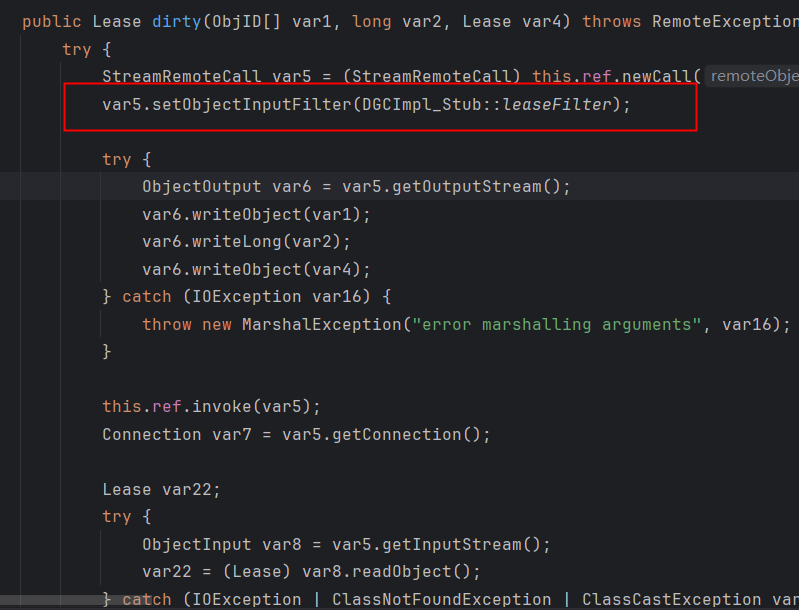 public Lease dirty(ObjID[] var1, long var2, Lease var4) throws RemoteException
try {
StreamRemoteCall var5 = (StreamRemoteCall) this.ref.newCall( remoteObje
var5.setObjectInputFilter(DGCImpl_Stub::leaseFilter);
try {
ObjectOutput var6 = var5.getOutputStream();
var6.writeObject(var1);
var6.writeLong(var2);
var6.writeObject(var4);
} catch (IOException var16) {
throw new MarshalException("error marshalling arguments", var16);
}
this.ref.invoke(var5);
Connection var7 = var5.getConnection();
Lease var22;
try {
ObjectInput var8 = var5.getInputStream();
var22 = (Lease) var8.readObject();
} catch (IOException | ClassNotFoundException | ClassCastException var